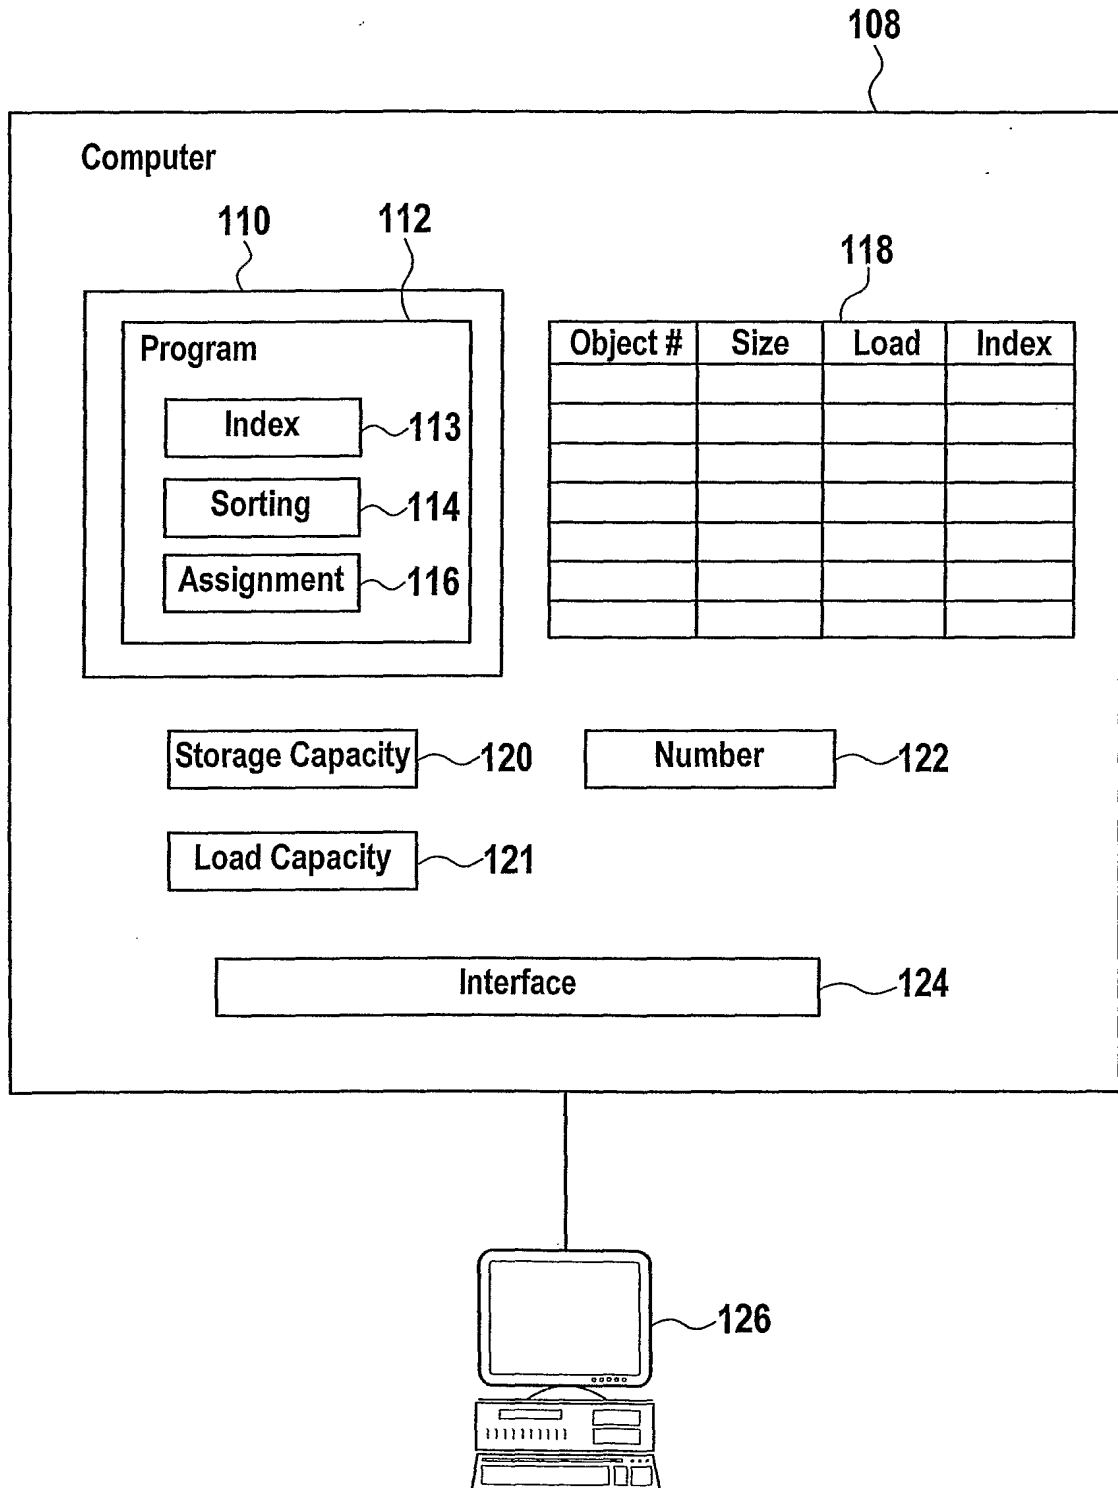 108
Computer
110
112
118
Program
Index
113
Sorting
114
Assignment
116
Object # Size Load Index
Storage Capacity
120
Number
122
Load Capacity
121
Interface
124
126